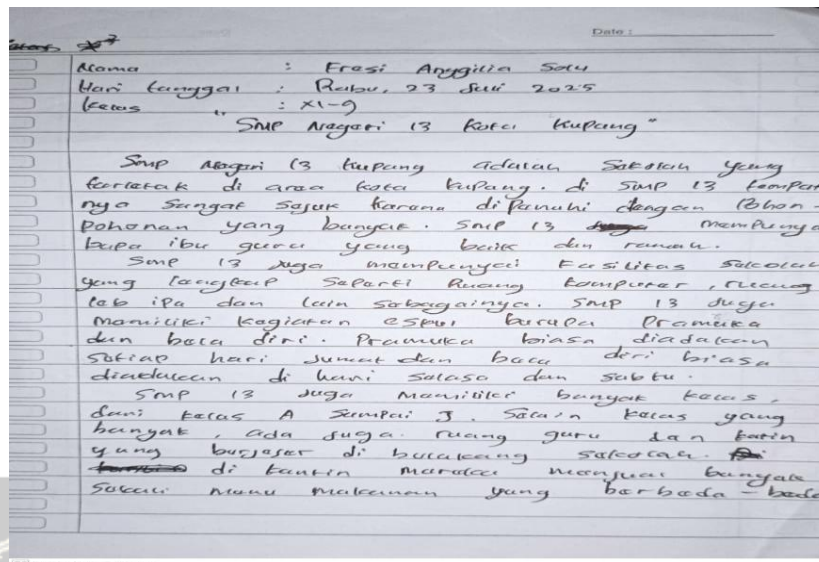 Date :
Nama : Fresi Anggilia
Hari tanggal : Rabu, 23 Juli 2025
Kelas : XI-9
"SMP Negeri 13 Kota Kupang"
Smp Negeri 13 Kupang adalah Sekolah yang
terletak di area kota kupang. di SMP 13 tempat
nya Sangat Sejuk karena dipenuhi dengan Pohon-
pohonan yang banyak. SMP 13 mempunya
bapa ibu guru yang baik dan ramah.
Smp 13 Juga mempunyai Fasilitas Sekolah
yang lengkap Seperti Ruang komputer, ruang
lab ipa dan lain Sebagainya. SMP 13 Juga
Memiliki kegiatan eskul berupa Pramuka
dan bela diri. Pramuka biasa diadakan
Setiap hari Jumat dan bela diri biasa
diadakan di hari Selasa dan Sabtu.
Smp 13 Juga Memiliki banyak kelas,
dari kelas A Sampai J. Selain kelas yang
banyak, ada Juga ruang guru dan
yang berjejer di belakang Sekolah.
di kantin mereka menjual banyak
Sekali Menu makanan yang berbeda - beda